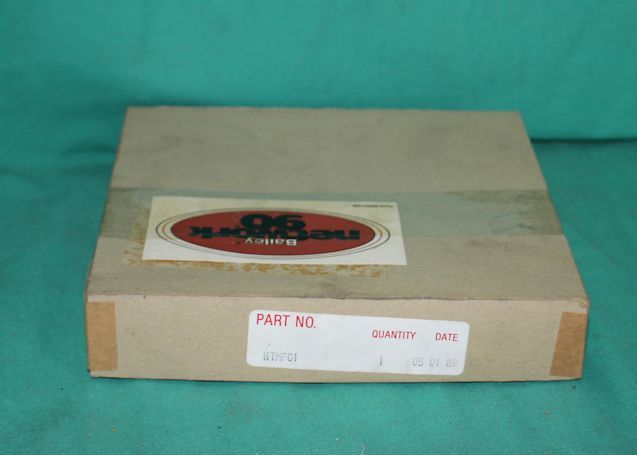 Bailey
network
90
PART NO.
QUANTITY DATE
NTMF01 1 05 01 89